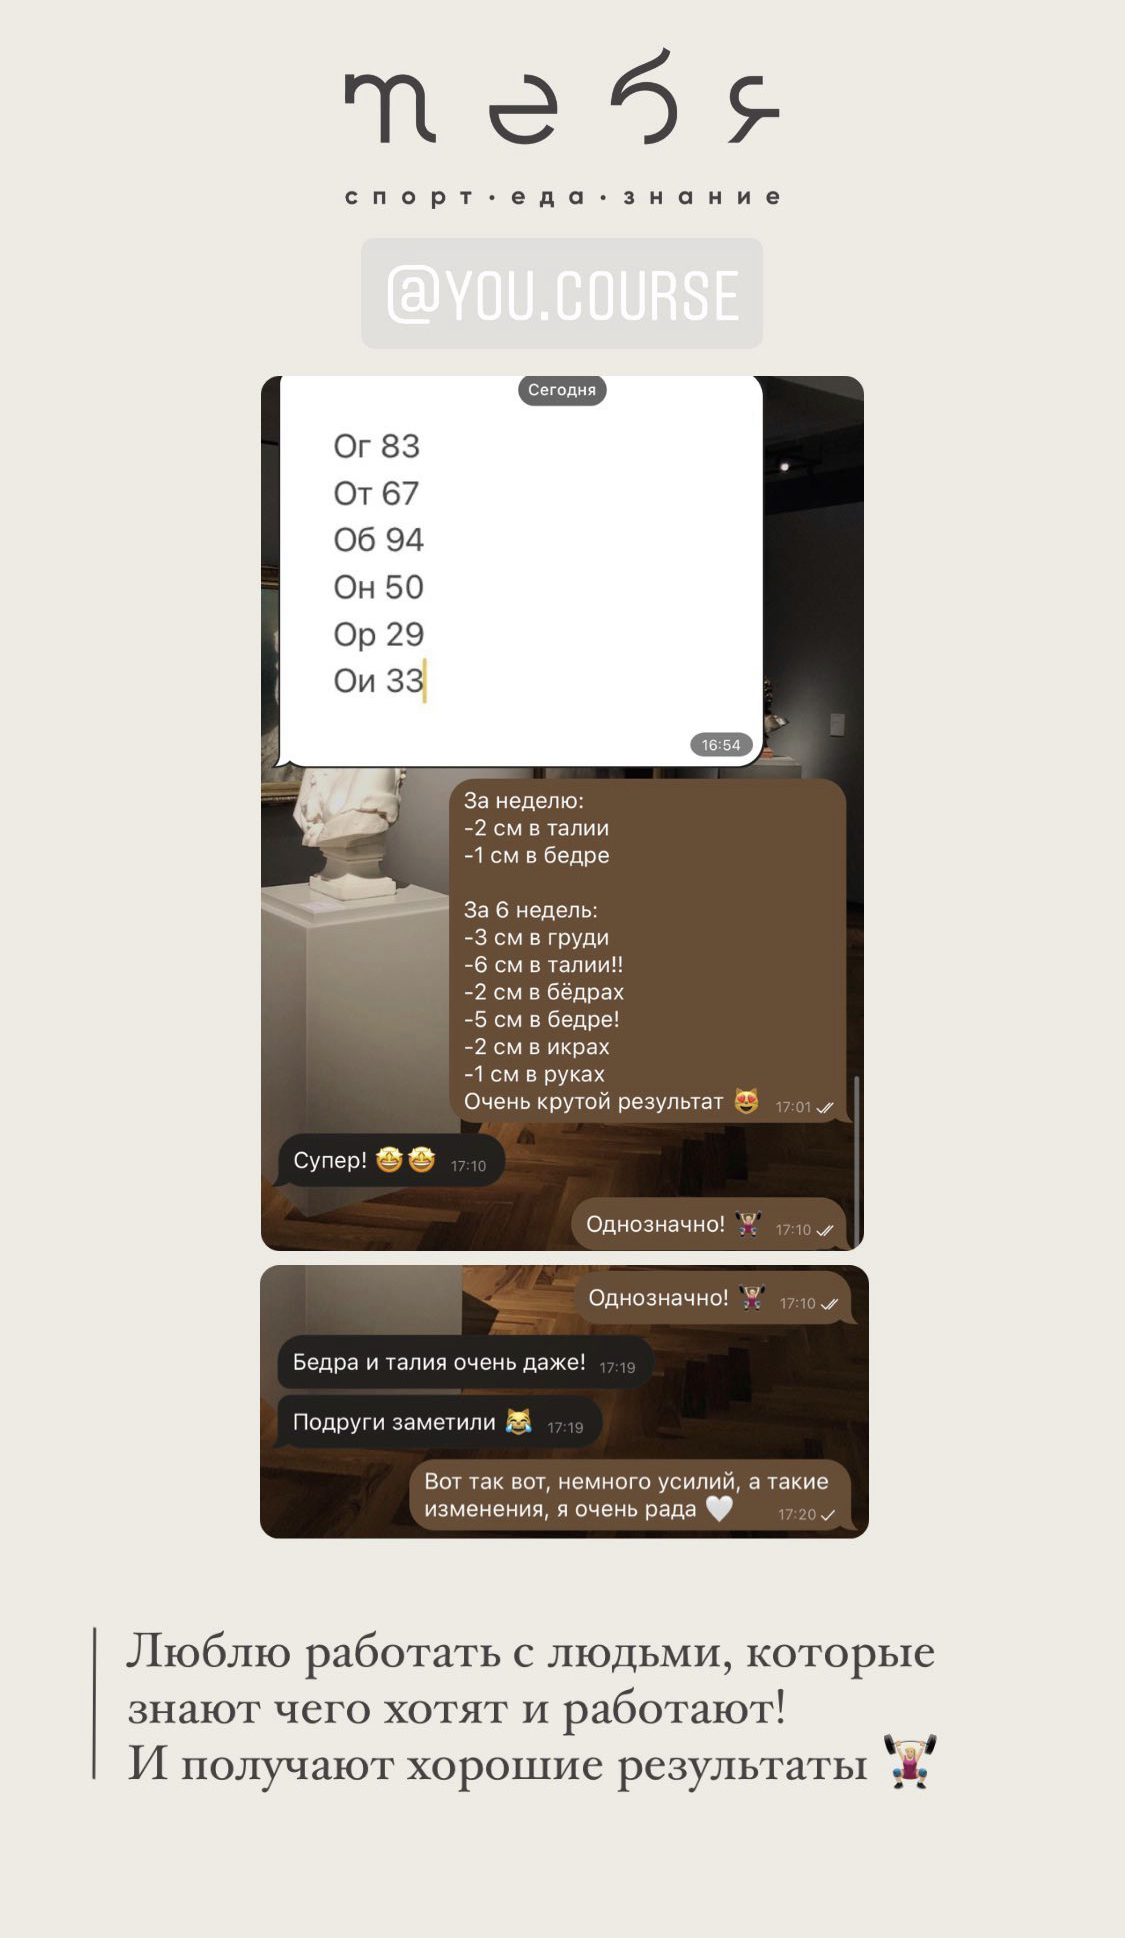 тебя
спорт·еда·знание
@YOU.COURSE
Сегодня
Ог 83
От 67
Об 94
Он 50
Ор 29
Ои 33
16:54
За неделю:
-2 см в талии
-1 см в бедре
За 6 недель:
-3 см в груди
-6 см в талии!!
-2 см в бёдрах
-5 см в бедре!
-2 см в икрах
-1 см в руках
Очень крутой результат 😻 17:01
Супер! 🤩🤩 17:10
Однозначно! 🏋🏼‍♀️ 17:10
Однозначно! 🏋🏼‍♀️ 17:10
Бедра и талия очень даже! 17:19
Подруги заметили 😹 17:19
Вот так вот, немного усилий, а такие
изменения, я очень рада 🤍 17:20
Люблю работать с людьми, которые
знают чего хотят и работают!
И получают хорошие результаты 🏋🏼‍♀️